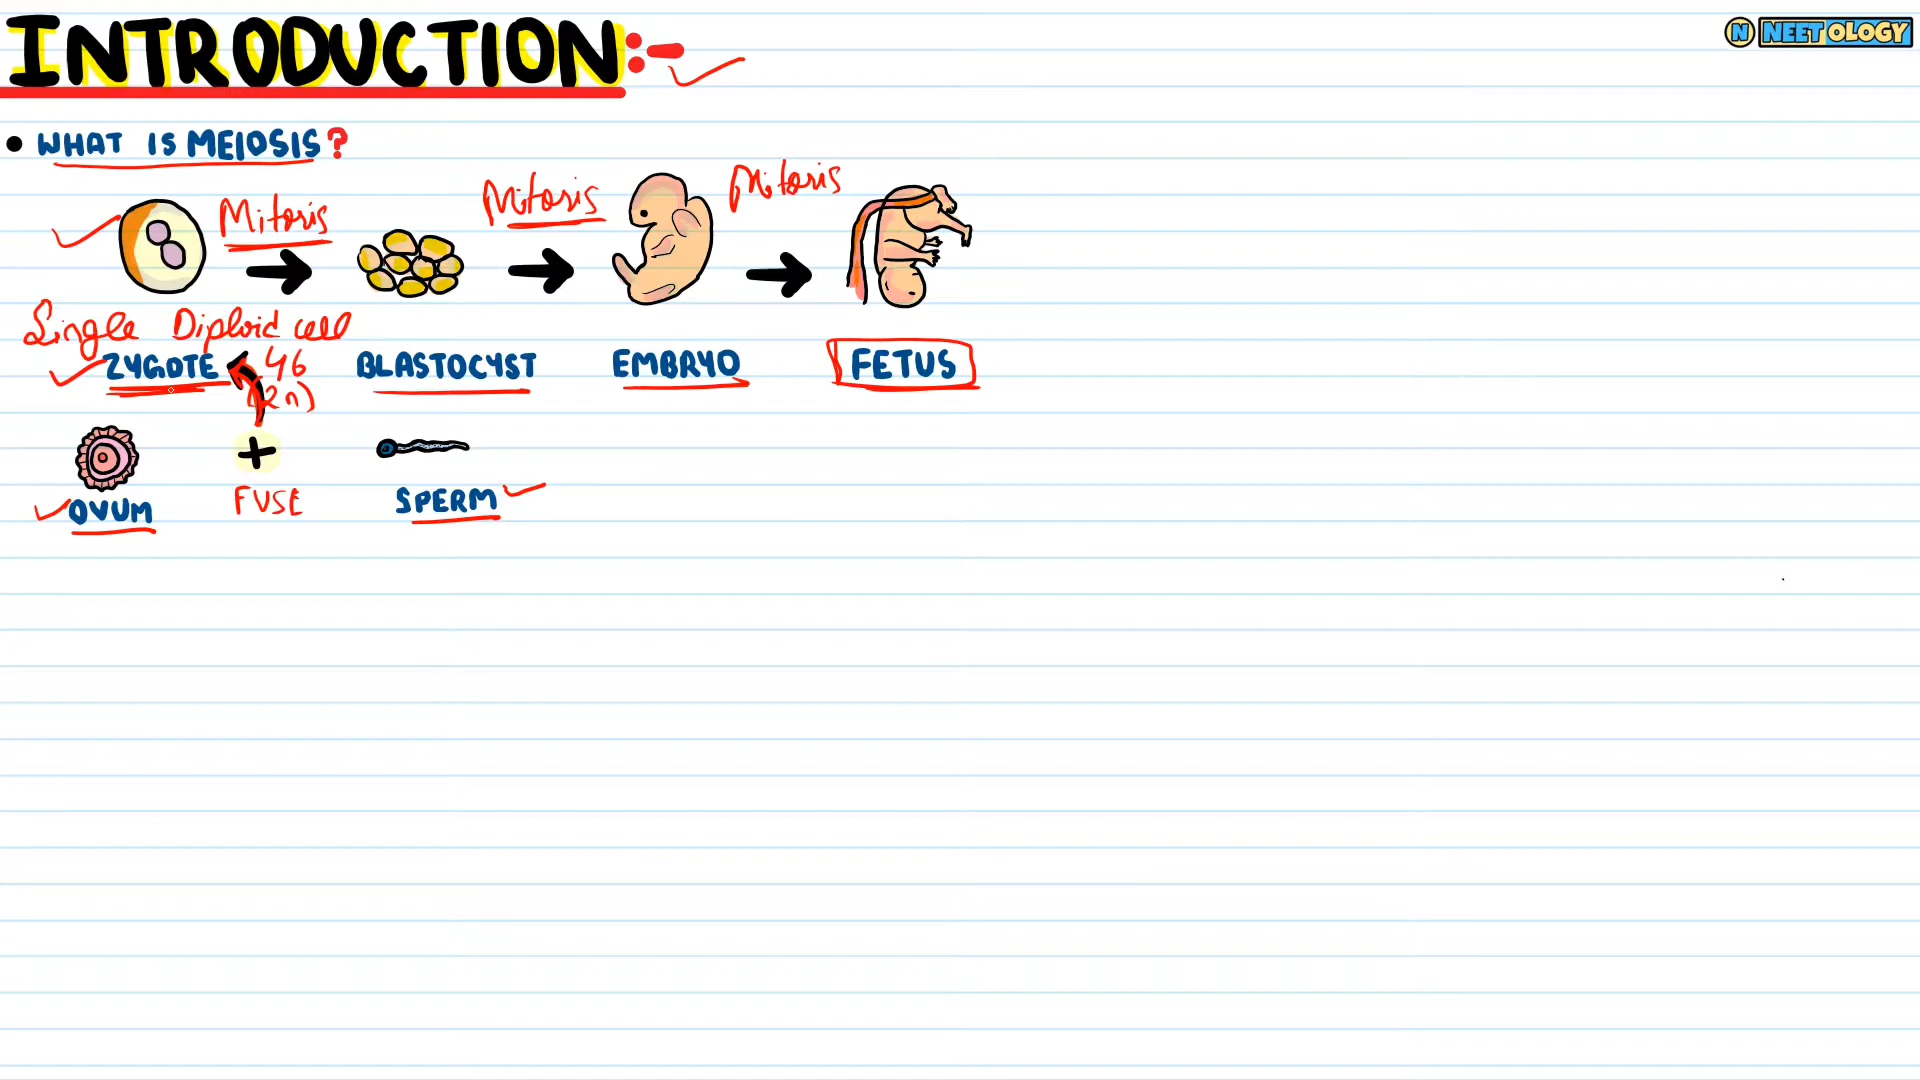 INTRODUCTION:-
N NEETOLOGY
• WHAT IS MEIOSIS?
Mitosis Mitosis Mitosis
Single Diploid cell
ZYGOTE 46 BLASTOCYST EMBRYO FETUS
(2n)
+
FUSE
OVUM SPERM